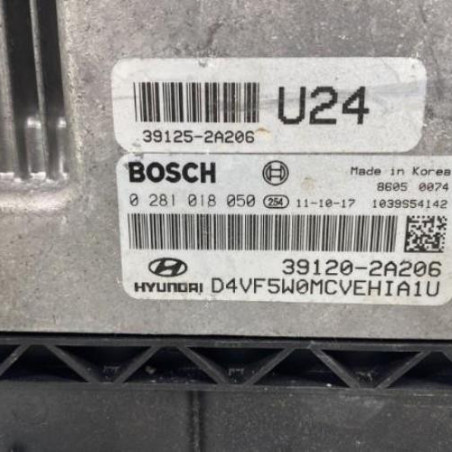 U24
39125-2A206
BOSCH
Made in Korea
8605 0074
0 281 018 050 254 11-10-17 1039S54142
39120-2A206
HYUNDAI D4VF5W0MCVEHIA1U